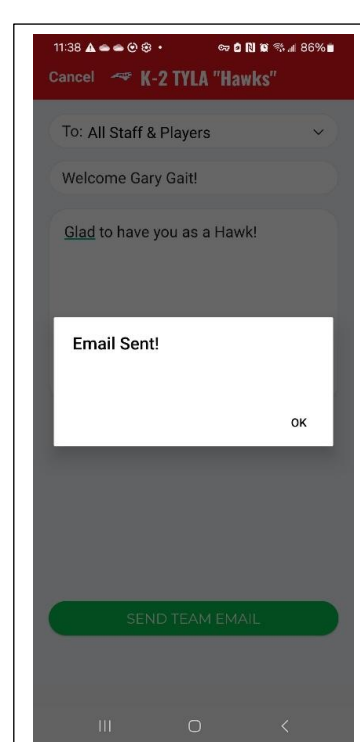 11:38 86%
Cancel K-2 TYLA "Hawks"
To: All Staff & Players
Welcome Gary Gait!
Glad to have you as a Hawk!
Email Sent!
OK
SEND TEAM EMAIL